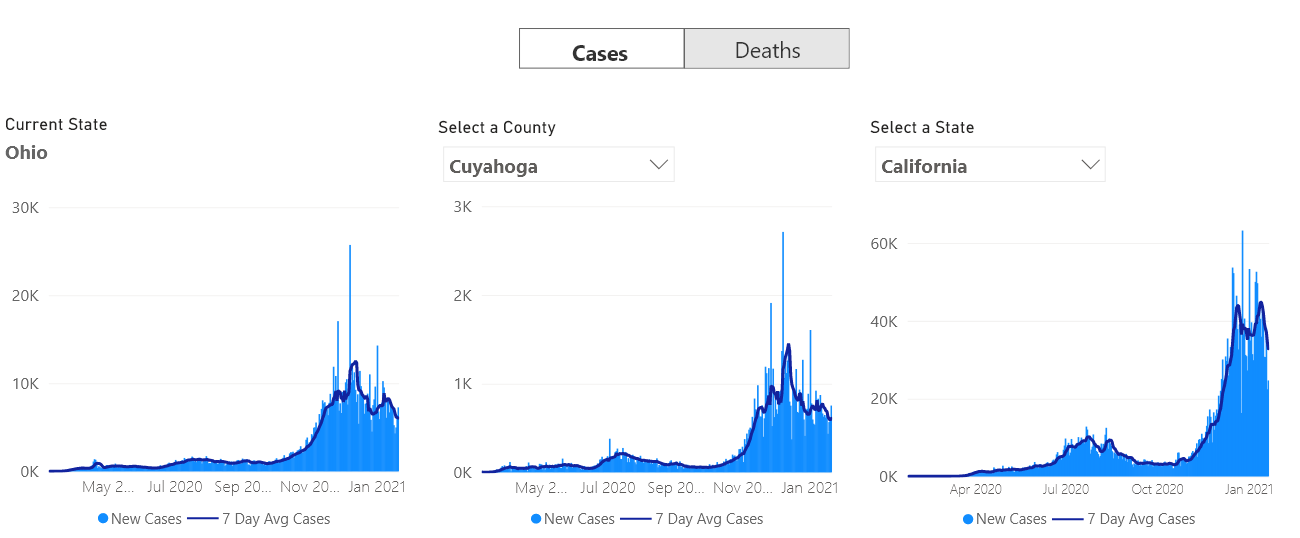 Cases
Deaths
Current State
Ohio
30K
20K
10K
0K
May 2...
Jul 2020
Sep 20...
Nov 20...
Jan 2021
New Cases
7 Day Avg Cases
Select a County
Cuyahoga
3K
2K
1K
0K
May 2...
Jul 2020
Sep 20...
Nov 20...
Jan 2021
New Cases
7 Day Avg Cases
Select a State
California
60K
40K
20K
0K
Apr 2020
Jul 2020
Oct 2020
Jan 2021
New Cases
7 Day Avg Cases